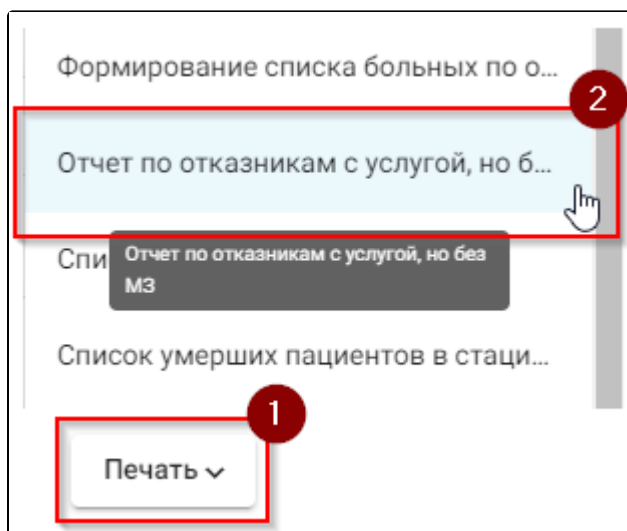 Формирование списка больных по о...
2
Отчет по отказникам с услугой, но б...
Спи
Отчет по отказникам с услугой, но без
МЗ
Список умерших пациентов в стаци...
1
Печать